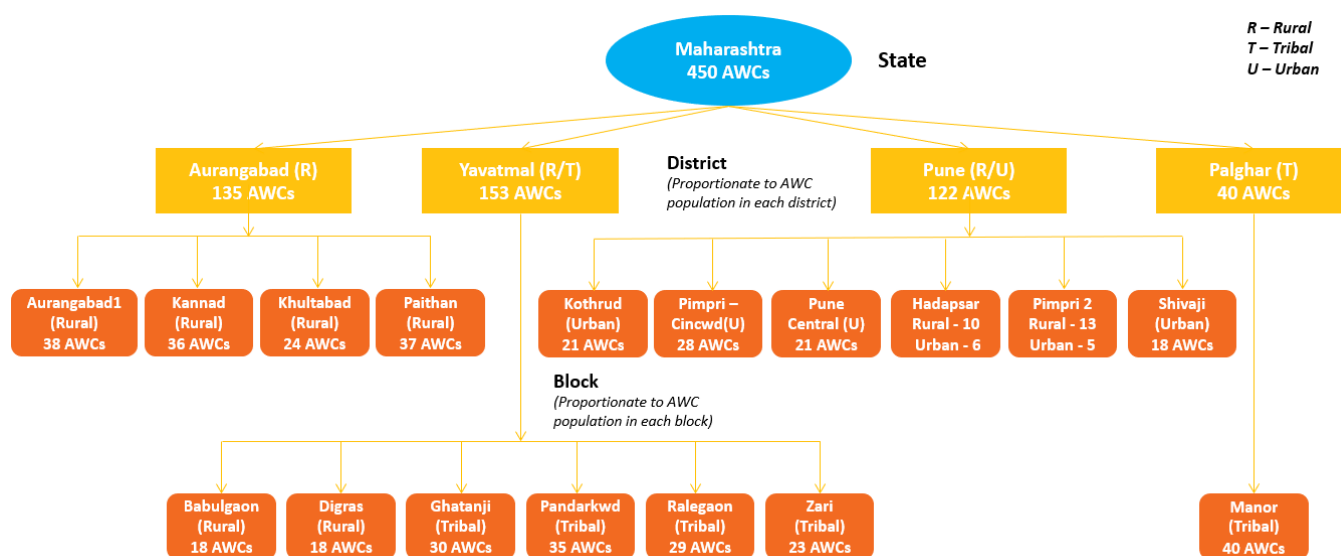 Maharashtra
450 AWCs
State
R – Rural
T – Tribal
U – Urban
Aurangabad (R)
135 AWCs
Yavatmal (R/T)
153 AWCs
District
(Proportionate to AWC
population in each district)
Pune (R/U)
122 AWCs
Palghar (T)
40 AWCs
Aurangabad1
(Rural)
38 AWCs
Kannad
(Rural)
36 AWCs
Khultabad
(Rural)
24 AWCs
Paithan
(Rural)
37 AWCs
Kothrud
(Urban)
21 AWCs
Pimpri –
Cincwd(U)
28 AWCs
Pune
Central (U)
21 AWCs
Hadapsar
Rural - 10
Urban - 6
Pimpri 2
Rural - 13
Urban - 5
Shivaji
(Urban)
18 AWCs
Block
(Proportionate to AWC
population in each block)
Babulgaon
(Rural)
18 AWCs
Digras
(Rural)
18 AWCs
Ghatanji
(Tribal)
30 AWCs
Pandarkwd
(Tribal)
35 AWCs
Ralegaon
(Tribal)
29 AWCs
Zari
(Tribal)
23 AWCs
Manor
(Tribal)
40 AWCs